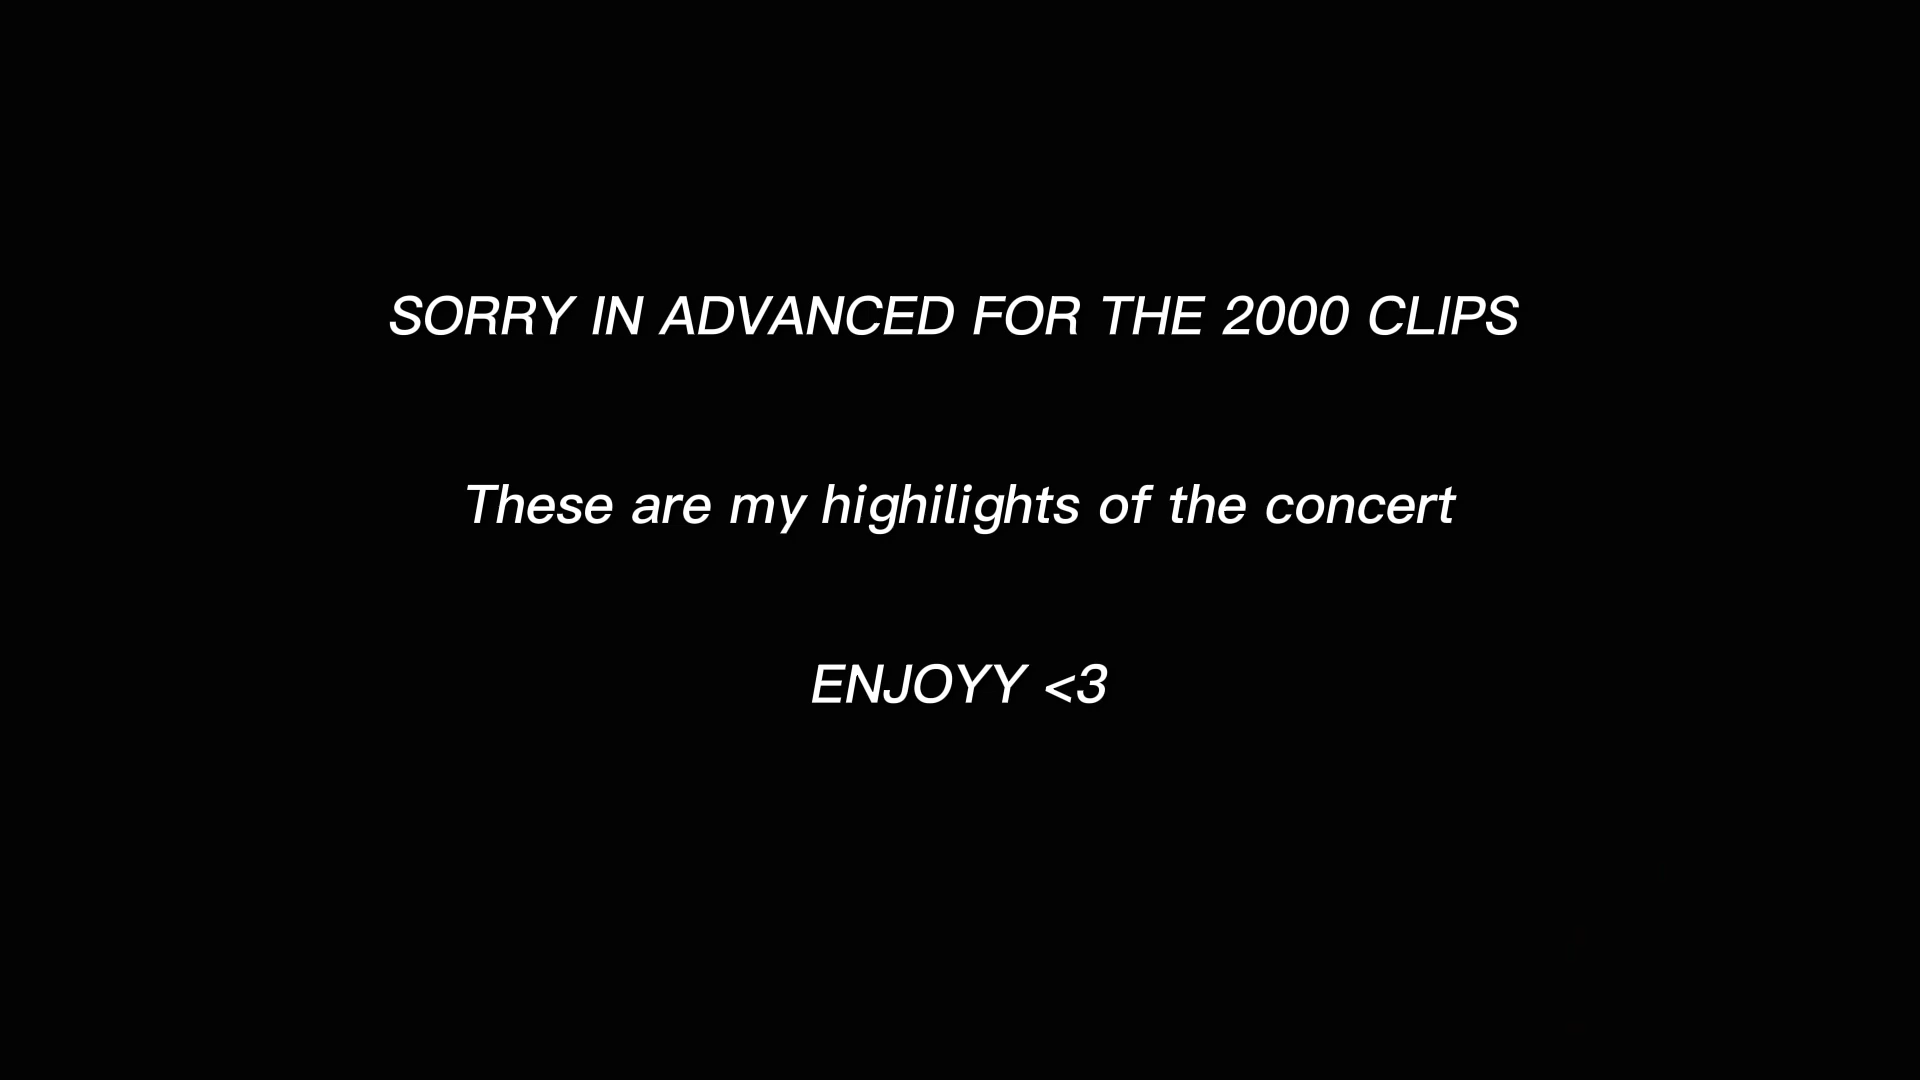 SORRY IN ADVANCED FOR THE 2000 CLIPS
These are my highilights of the concert
ENJOYY <3